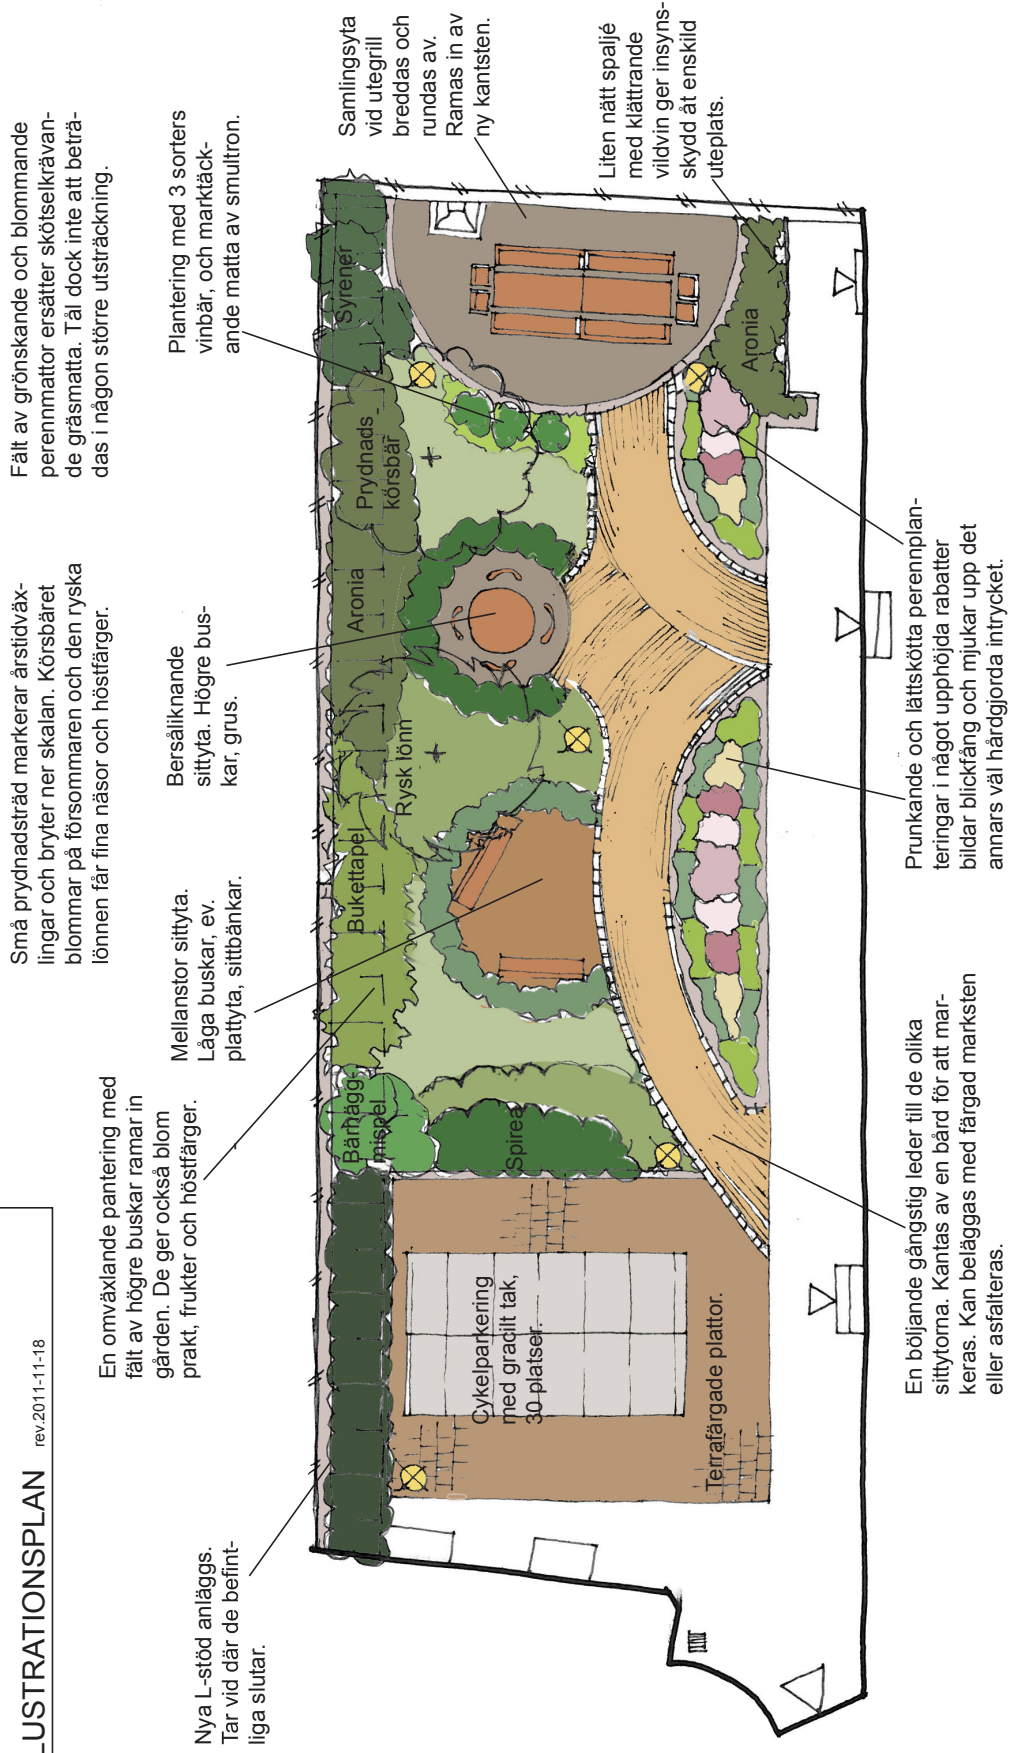 LUSTRATIONSPLAN rev.2011-11-18
Nya L-stöd anläggs.
Tar vid där de befint-
liga slutar.
En omväxlande pantering med
fält av högre buskar ramar in
gården. De ger också blom
prakt, frukter och höstfärger.
Mellanstor sittyta.
Låga buskar, ev.
plattyta, sittbänkar.
Små prydnadsträd markerar årstidväx-
lingar och bryter ner skalan. Körsbäret
blommar på försommaren och den ryska
lönnen får fina näsor och höstfärger.
Bersåliknande
sittyta. Högre bus-
kar, grus.
Fält av grönskande och blommande
perennmattor ersätter skötselkrävan-
de gräsmatta. Tål dock inte att beträ-
das i någon större utsträckning.
Plantering med 3 sorters
vinbär, och marktäck-
ande matta av smultron.
Samlingsyta
vid utegrill
breddas och
rundas av.
Ramas in av
ny kantsten.
Liten nätt spaljé
med klättrande
vildvin ger insyns-
skydd åt enskild
uteplats.
Bärhägg-
mispel
Bukettapel
Aronia
Prydnads
körsbär
Syrener
Rysk lönn
Spirea
Aronia
Cykelparkering
med gracilt tak,
30 platser.
Terrafärgade plattor.
En böljande gångstig leder till de olika
sittytorna. Kantas av en bård för att mar-
keras. Kan beläggas med färgad marksten
eller asfalteras.
Prunkande och lättskötta perennplan-
teringar i något upphöjda rabatter
bildar blickfång och mjukar upp det
annars väl hårdgjorda intrycket.